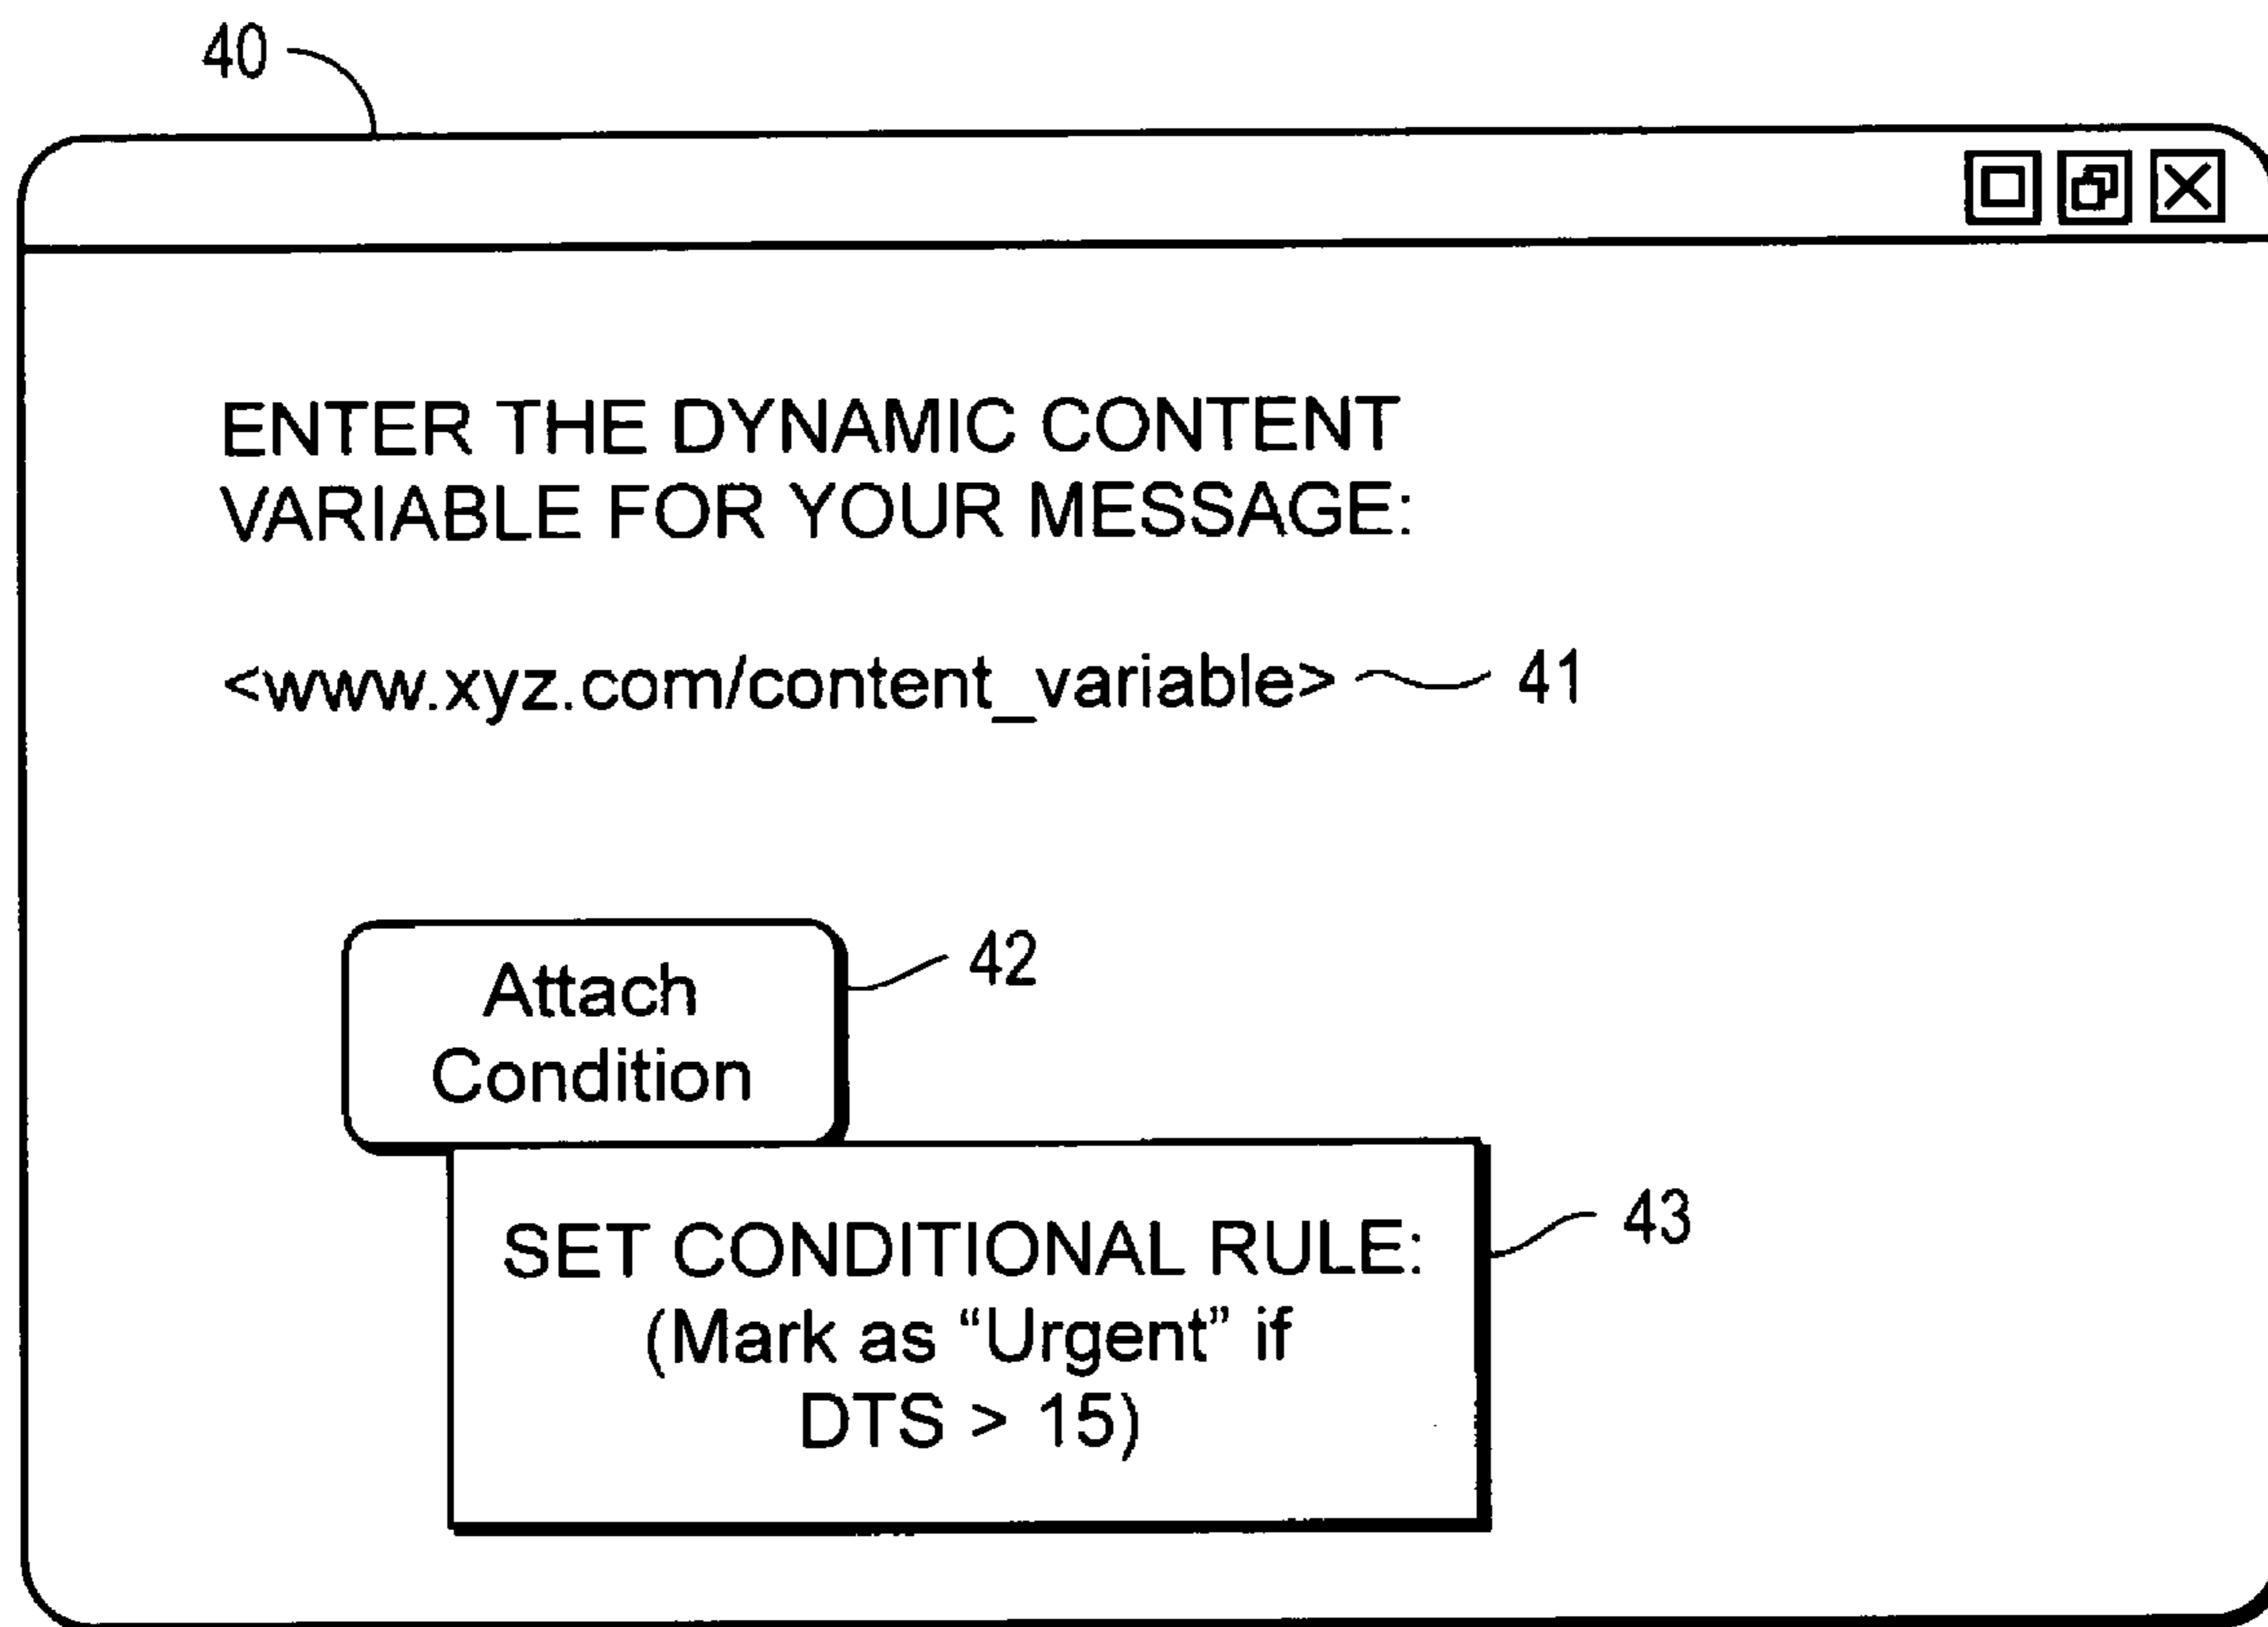 40
ENTER THE DYNAMIC CONTENT
VARIABLE FOR YOUR MESSAGE:
<www.xyz.com/content_variable> 41
Attach
Condition
42
SET CONDITIONAL RULE:
(Mark as “Urgent” if
DTS > 15)
43